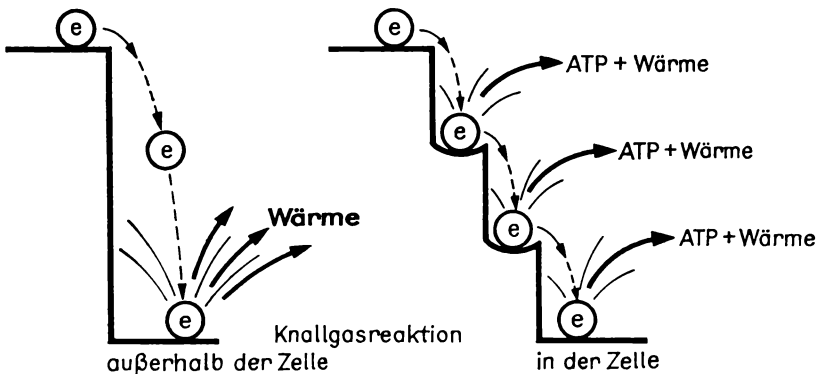 e
e
e
Wärme
außerhalb der Zelle
Knallgasreaktion
e
e
e
e
ATP + Wärme
ATP + Wärme
ATP + Wärme
in der Zelle